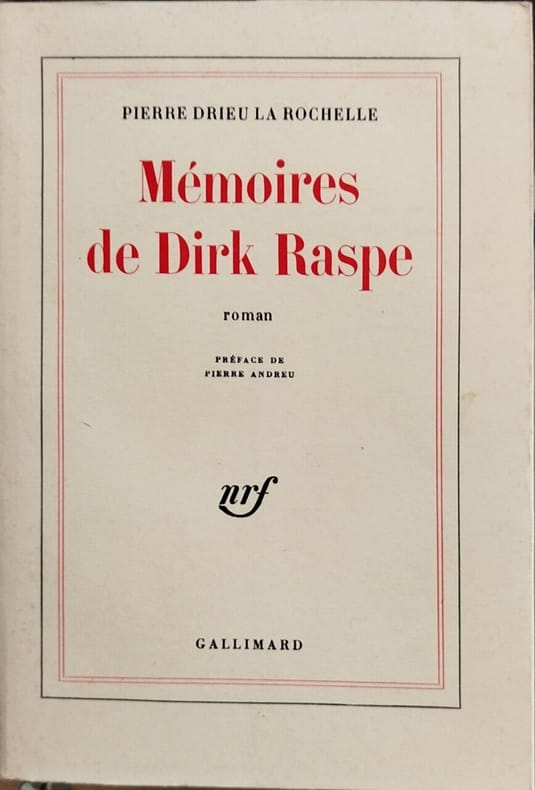 PIERRE DRIEU LA ROCHELLE
Mémoires
de Dirk Raspe
roman
PRÉFACE DE
PIERRE ANDREU
nrf
GALLIMARD